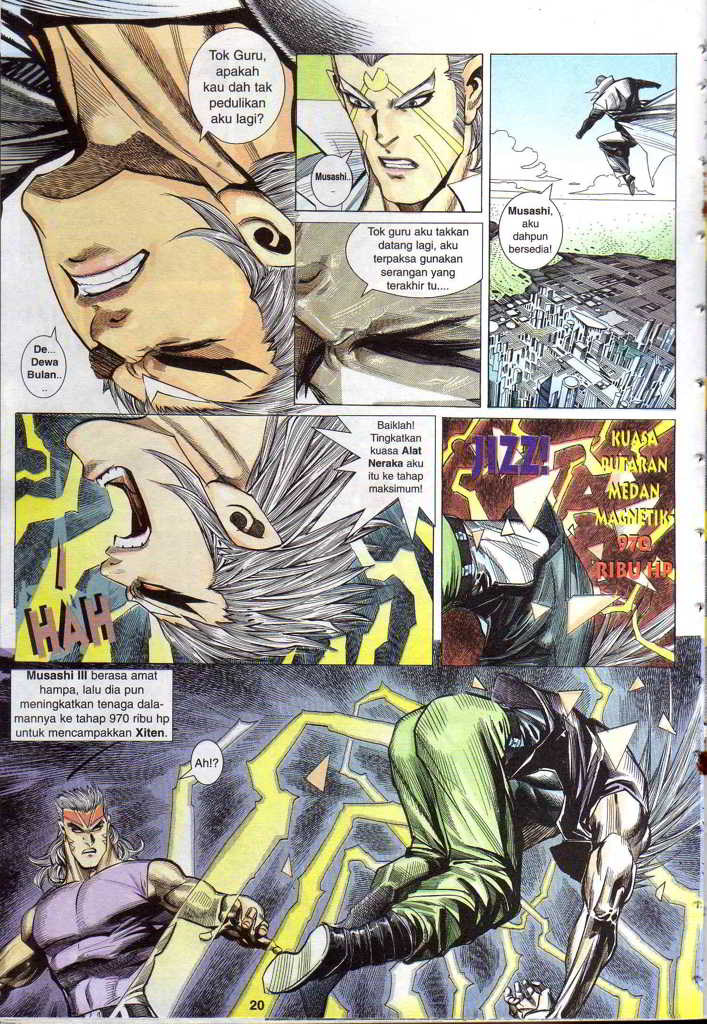 Tok Guru,
apakah
kau dah tak
pedulikan
aku lagi?
Musashi..
..
Musashi,
aku
dahpun
bersedia!
Tok guru aku takkan
datang lagi, aku
terpaksa gunakan
serangan yang
terakhir tu....
De...
Dewa
Bulan..
..
Baiklah!
Tingkatkan
kuasa Alat
Neraka aku
itu ke tahap
maksimum!
HAH
JIZZ!
KUASA
PUTARAN
MEDAN
MAGNETIK
970
RIBU HP
Musashi III berasa amat
hampa, lalu dia pun
meningkatkan tenaga dala-
mannya ke tahap 970 ribu hp
untuk mencampakkan Xiten.
Ah!?
20